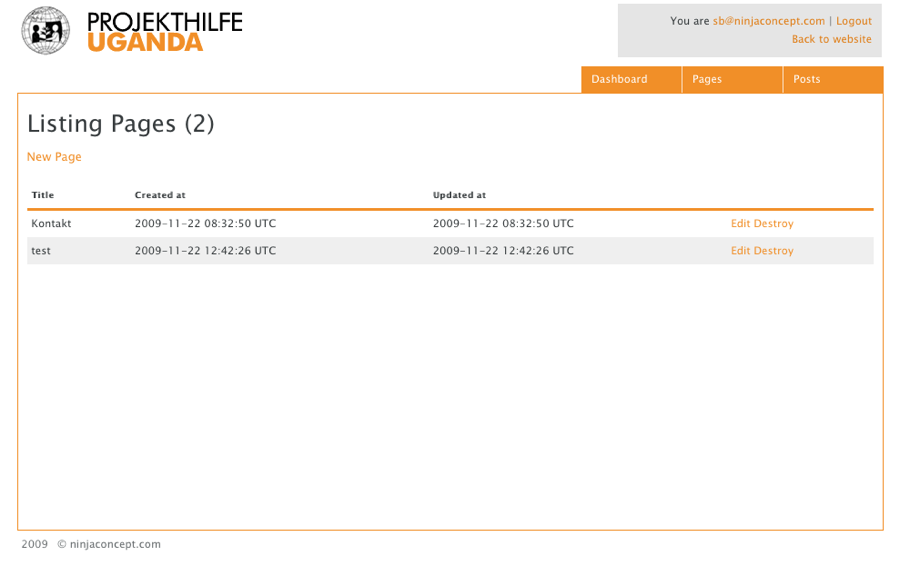 PROJEKTHILFE
UGANDA
You are sb@ninjaconcept.com | Logout
Back to website
Dashboard Pages Posts
Listing Pages (2)
New Page
Title Created at Updated at
Kontakt 2009-11-22 08:32:50 UTC 2009-11-22 08:32:50 UTC Edit Destroy
test 2009-11-22 12:42:26 UTC 2009-11-22 12:42:26 UTC Edit Destroy
2009 © ninjaconcept.com